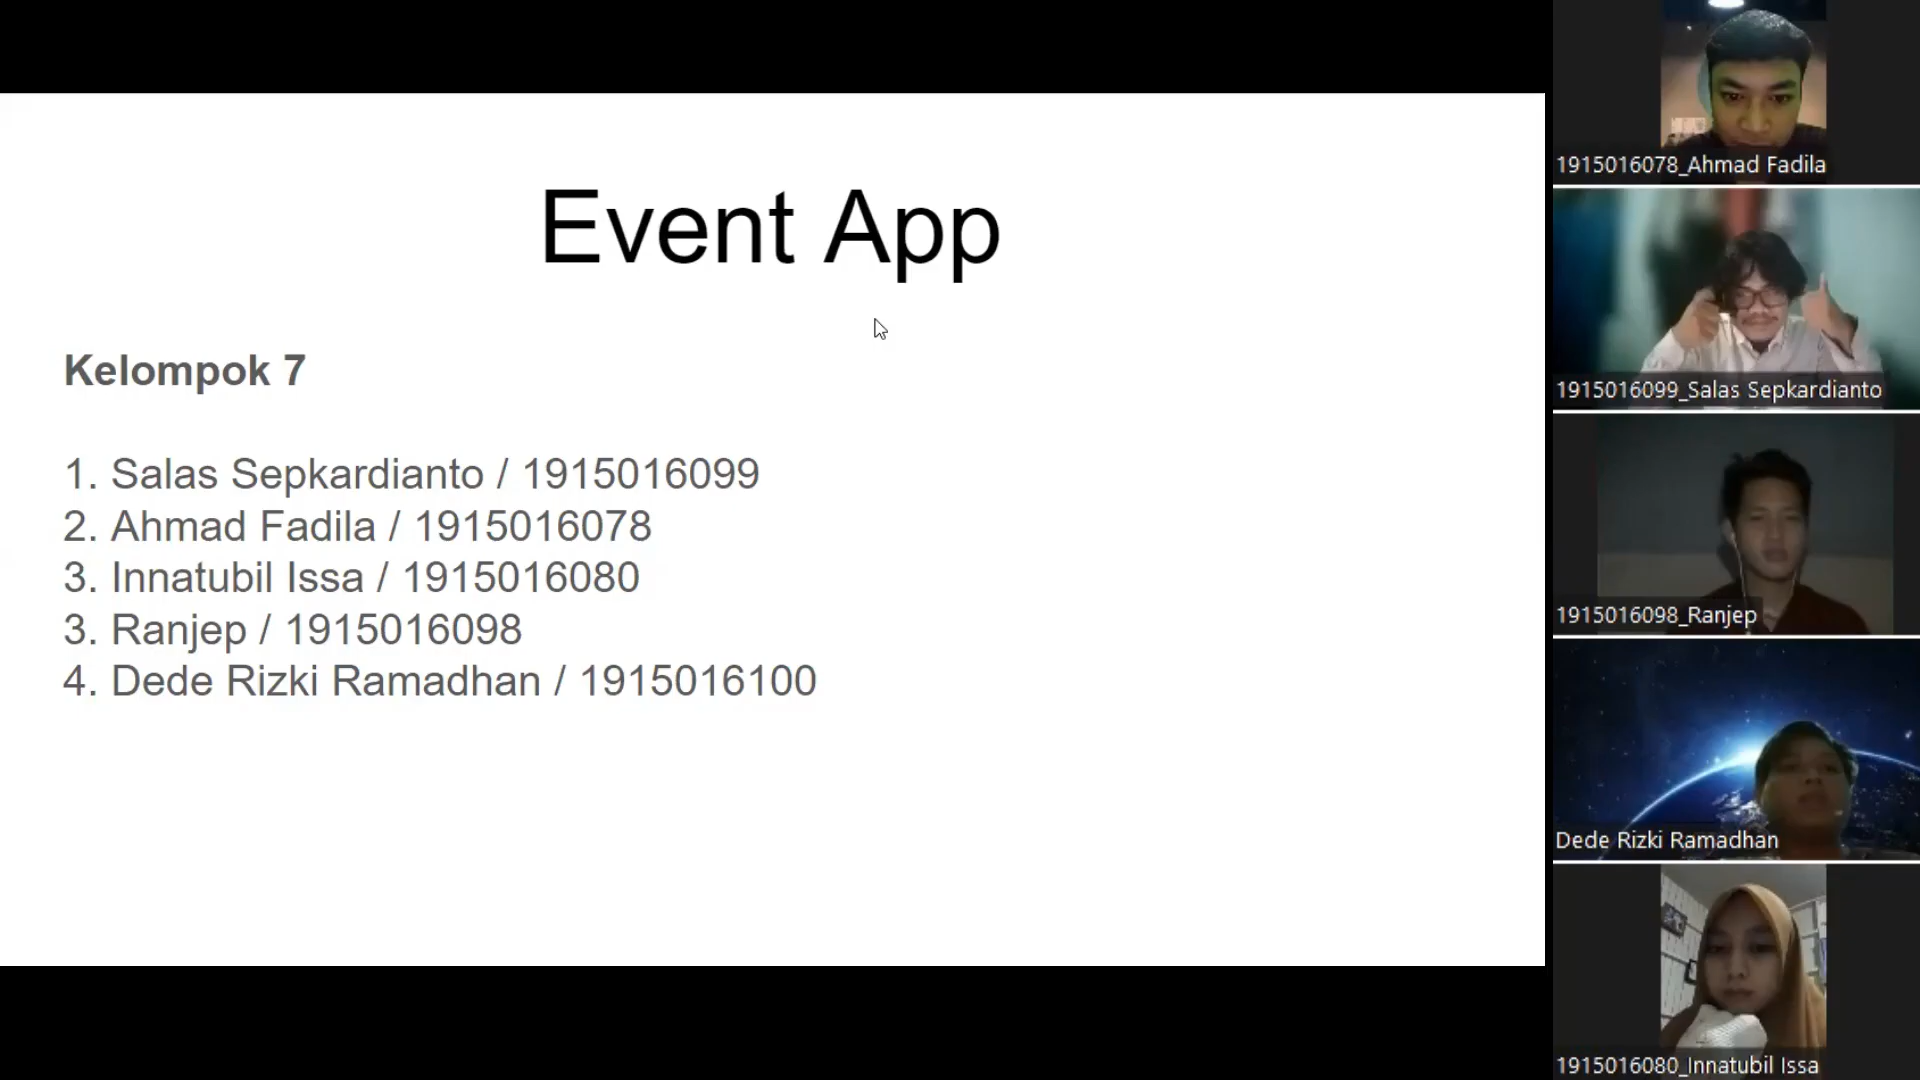 Event App
Kelompok 7
1. Salas Sepkardianto / 1915016099
2. Ahmad Fadila / 1915016078
3. Innatubil Issa / 1915016080
3. Ranjep / 1915016098
4. Dede Rizki Ramadhan / 1915016100
1915016078_Ahmad Fadila
1915016099_Salas Sepkardianto
1915016098_Ranjep
Dede Rizki Ramadhan
1915016080_Innatubil Issa